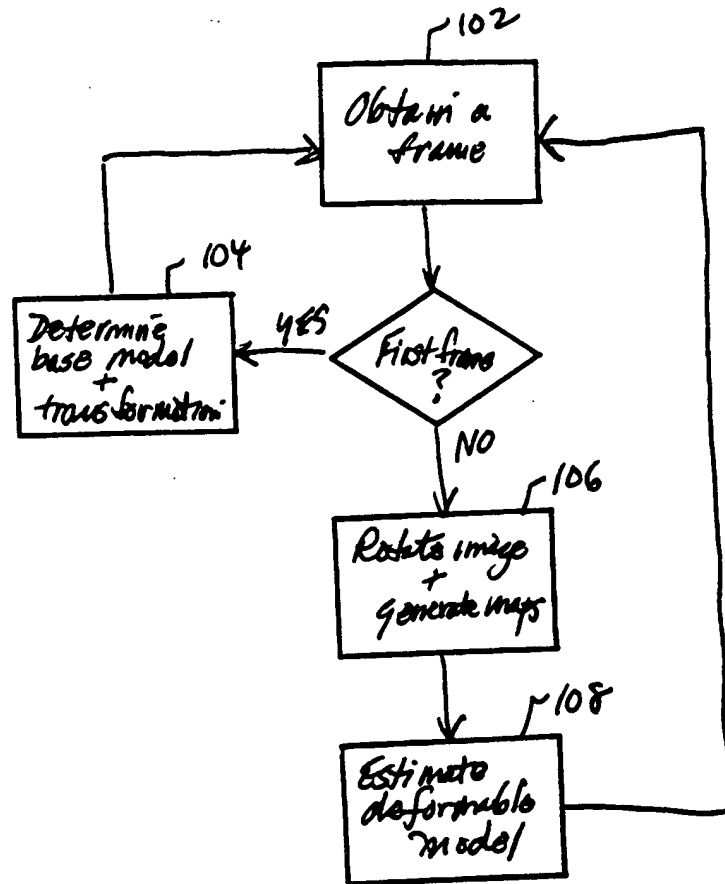 102
Obtain a
frame
104
Determine
base model
+
transformation
YES
First frame
?
NO
106
Rotate image
+
generate maps
108
Estimate
deformable
model